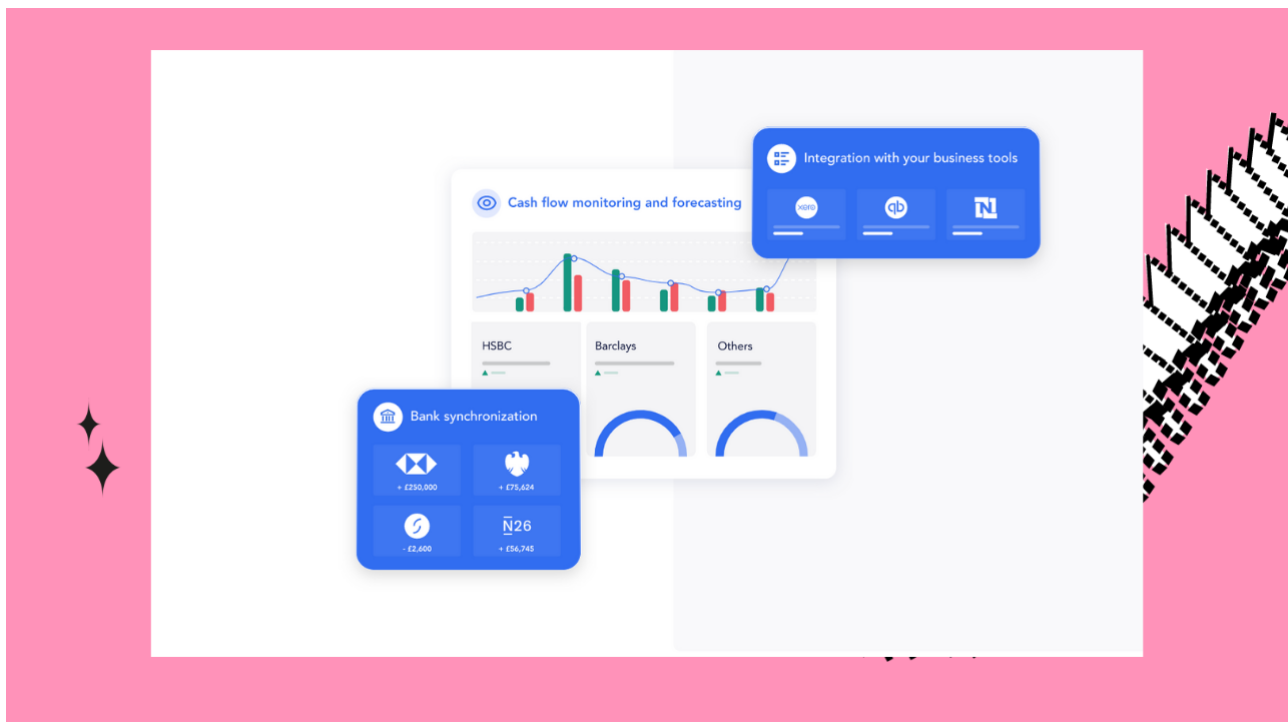 Integration with your business tools
xero
qb
N
Cash flow monitoring and forecasting
HSBC
Barclays
Others
Bank synchronization
+ £250,000
+ £75,624
- £2,600
N26
+ £56,745